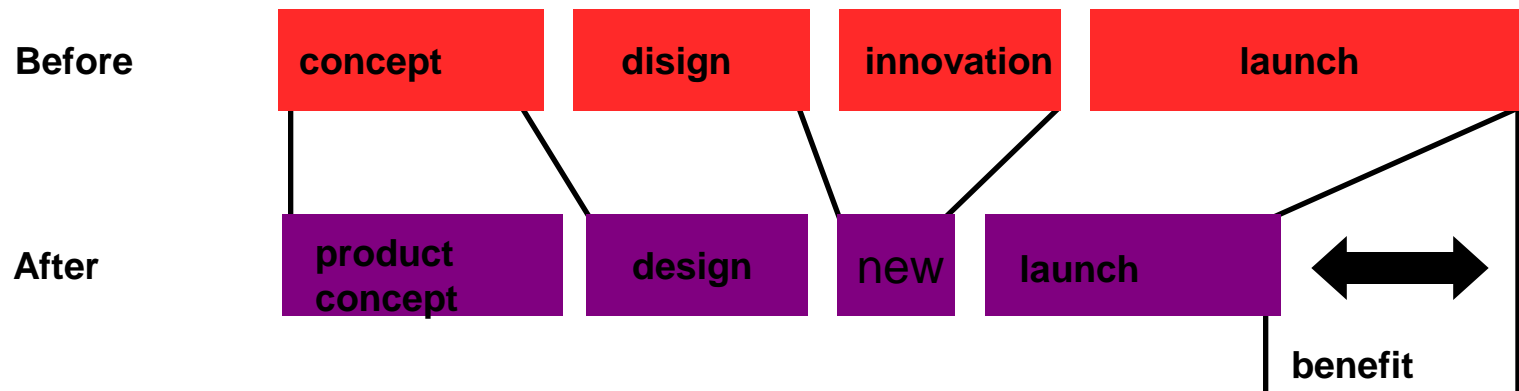 Before concept disign innovation launch
After product concept design new launch
benefit